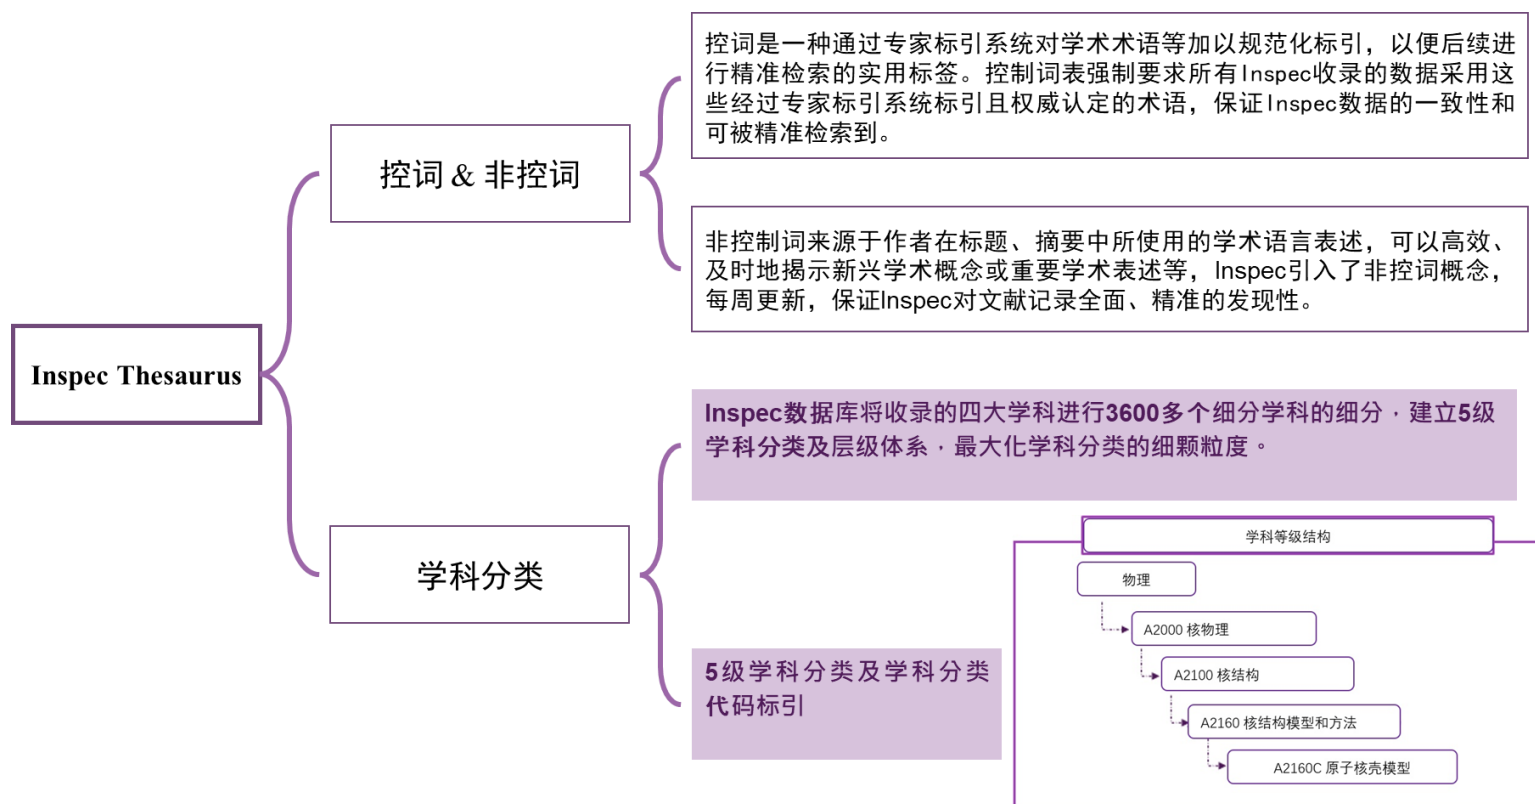 控词是一种通过专家标引系统对学术术语等加以规范化标引，以便后续进
行精准检索的实用标签。控制词表强制要求所有Inspec收录的数据采用这
些经过专家标引系统标引且权威认定的术语，保证Inspec数据的一致性和
可被精准检索到。
控词 & 非控词
非控制词来源于作者在标题、摘要中所使用的学术语言表述，可以高效、
及时地揭示新兴学术概念或重要学术表述等，Inspec引入了非控词概念，
每周更新，保证Inspec对文献记录全面、精准的发现性。
Inspec Thesaurus
Inspec数据库将收录的四大学科进行3600多个细分学科的细分，建立5级
学科分类及层级体系，最大化学科分类的细颗粒度。
学科分类
5级学科分类及学科分类
代码标引
学科等级结构
物理
A2000 核物理
A2100 核结构
A2160 核结构模型和方法
A2160C 原子核壳模型